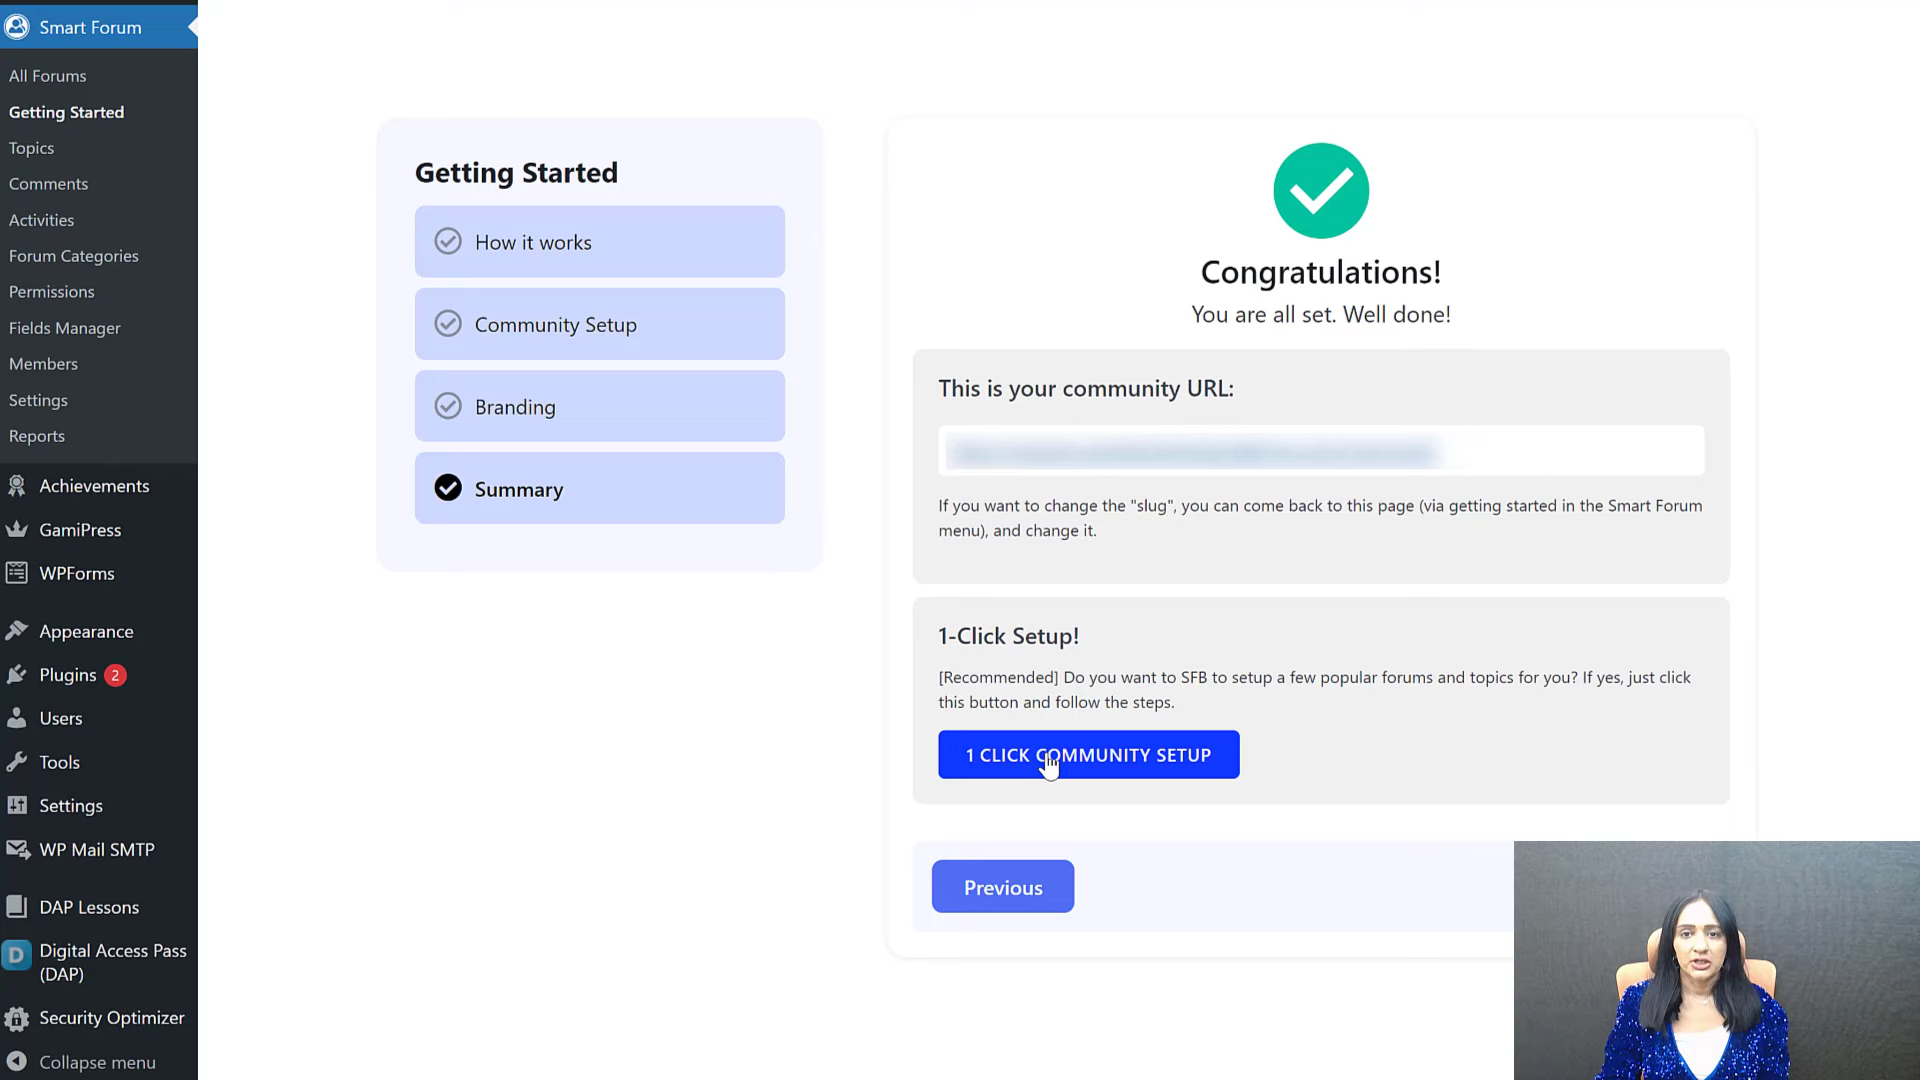 Smart Forum
All Forums
Getting Started
Topics
Comments
Activities
Forum Categories
Permissions
Fields Manager
Members
Settings
Reports
Achievements
GamiPress
WPForms
Appearance
Plugins 2
Users
Tools
Settings
WP Mail SMTP
DAP Lessons
D
Digital Access Pass
(DAP)
Security Optimizer
Collapse menu
Getting Started
How it works
Community Setup
Branding
Summary
Congratulations!
You are all set. Well done!
This is your community URL:
If you want to change the "slug", you can come back to this page (via getting started in the Smart Forum
menu), and change it.
1-Click Setup!
[Recommended] Do you want to SFB to setup a few popular forums and topics for you? If yes, just click
this button and follow the steps.
1 CLICK COMMUNITY SETUP
Previous